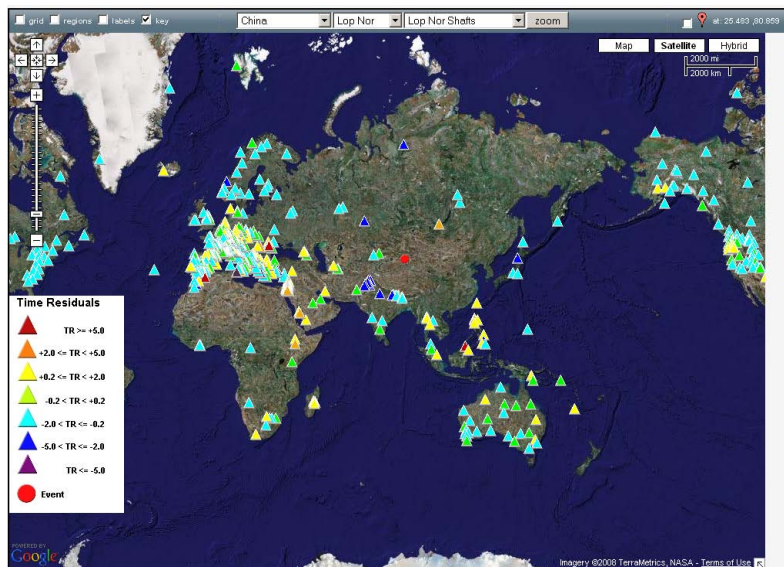 grid regions labels key China Lop Nor Lop Nor Shafts zoom at: 25.483 ,80.859
Map Satellite Hybrid
2000 mi
2000 km
Time Residuals
TR >= +5.0
+2.0 <= TR < +5.0
+0.2 <= TR < +2.0
-0.2 < TR < +0.2
-2.0 <= TR <= -0.2
-5.0 <= TR <= -2.0
TR <= -5.0
Event
POWERED BY
Google
Imagery ©2008 TerraMetrics, NASA - Terms of Use